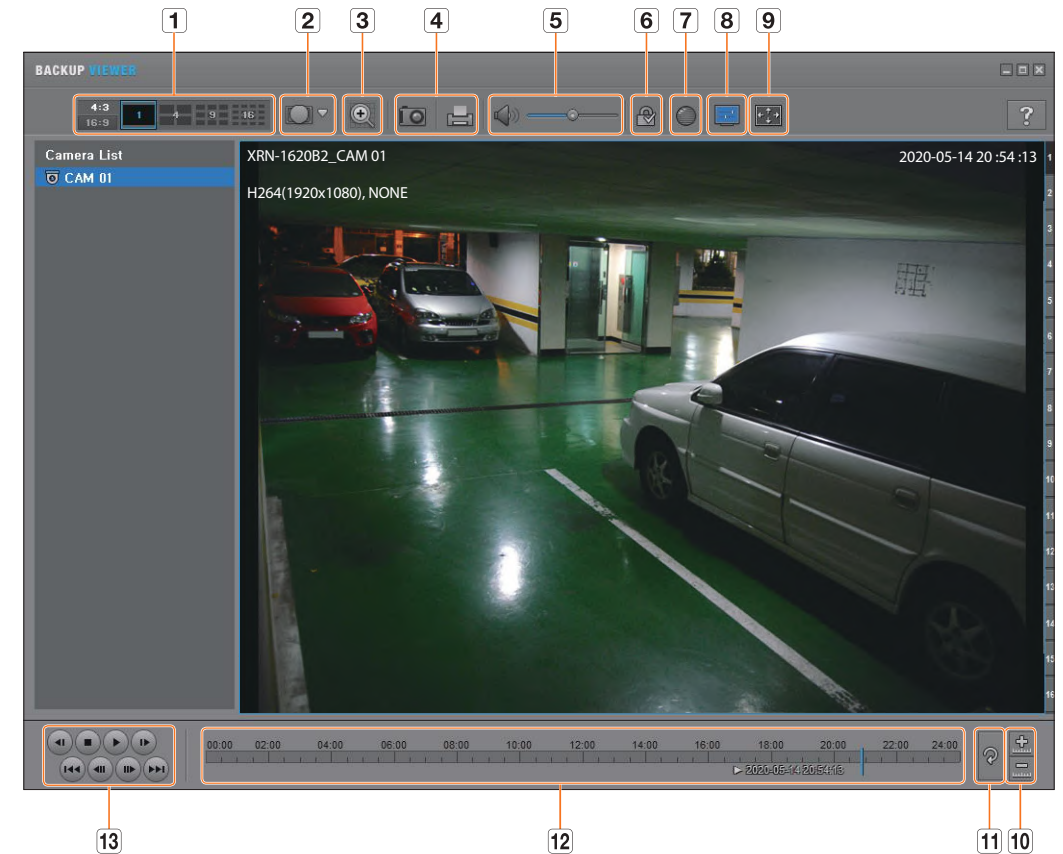 1 2 3 4 5 6 7 8 9
BACKUP VIEWER
4:3
16:9
1 4 9 16
?
Camera List
CAM 01
XRN-1620B2_CAM 01
2020-05-14 20 :54 :13
H264(1920x1080), NONE
1
2
3
4
5
6
7
8
9
10
11
12
13
14
15
16
00:00 02:00 04:00 06:00 08:00 10:00 12:00 14:00 16:00 18:00 20:00 22:00 24:00
2020-05-14 20:54:13
13 12 11 10